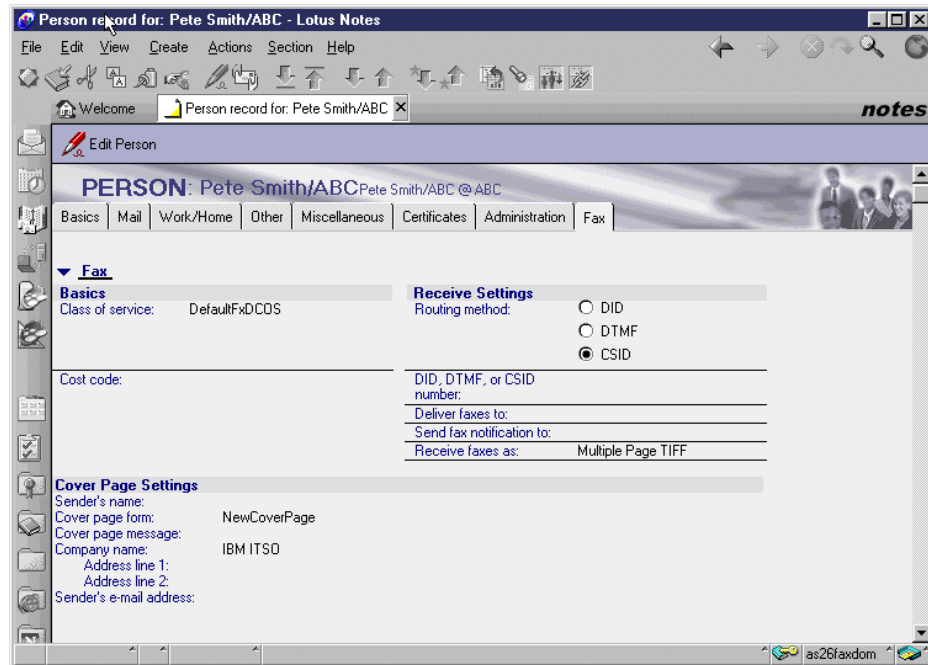 Person record for: Pete Smith/ABC - Lotus Notes
File Edit View Create Actions Section Help
Welcome Person record for: Pete Smith/ABC notes
Edit Person
PERSON: Pete Smith/ABC Pete Smith/ABC @ ABC
Basics Mail Work/Home Other Miscellaneous Certificates Administration Fax
Fax
Basics Receive Settings
Class of service: DefaultFxDCOS Routing method: DID
DTMF
CSID
Cost code: DID, DTMF, or CSID
number:
Deliver faxes to:
Send fax notification to:
Receive faxes as: Multiple Page TIFF
Cover Page Settings
Sender's name:
Cover page form: NewCoverPage
Cover page message:
Company name: IBM ITSO
Address line 1:
Address line 2:
Sender's e-mail address:
as26faxdom